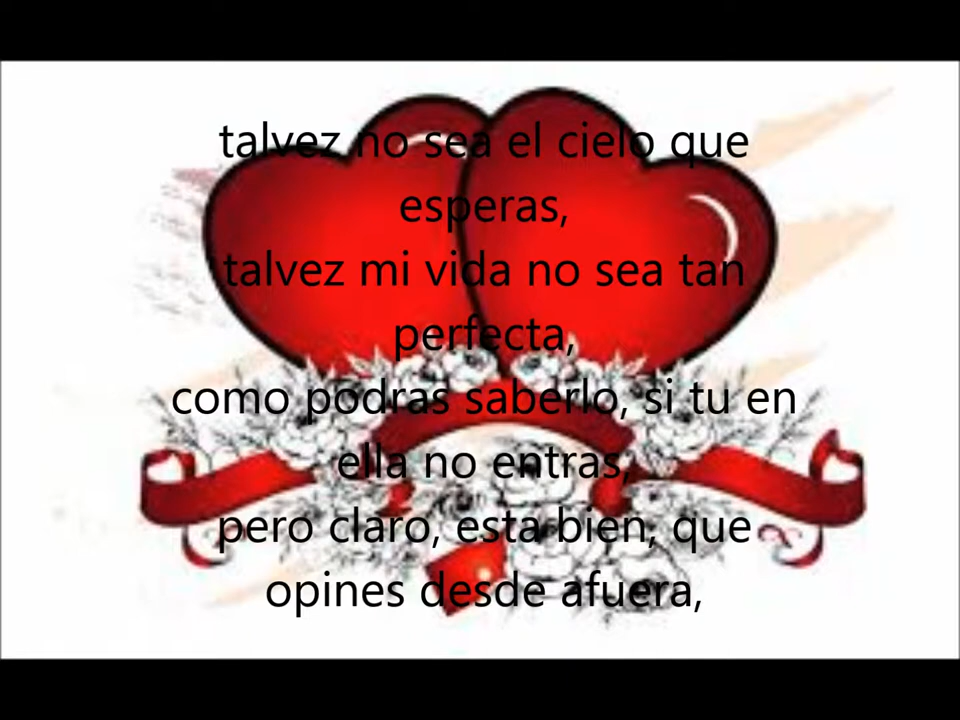 talvez no sea el cielo que
esperas,
talvez mi vida no sea tan
perfecta,
como podras saberlo, si tu en
ella no entras,
pero claro, esta bien, que
opines desde afuera,